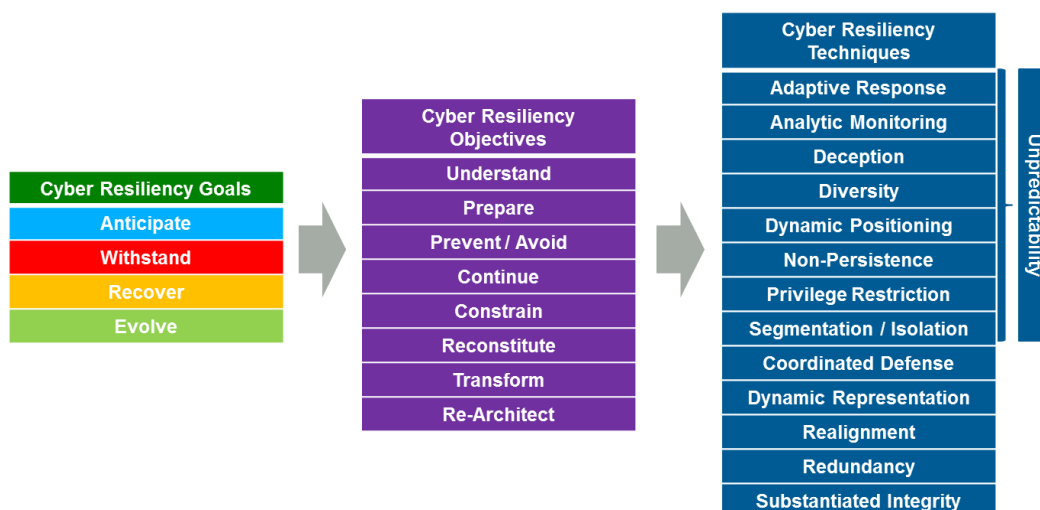 Cyber Resiliency Goals
Anticipate
Withstand
Recover
Evolve
Cyber Resiliency
Objectives
Understand
Prepare
Prevent / Avoid
Continue
Constrain
Reconstitute
Transform
Re-Architect
Cyber Resiliency
Techniques
Adaptive Response
Analytic Monitoring
Deception
Diversity
Dynamic Positioning
Non-Persistence
Privilege Restriction
Segmentation / Isolation
Coordinated Defense
Dynamic Representation
Realignment
Redundancy
Substantiated Integrity
Unpredictability